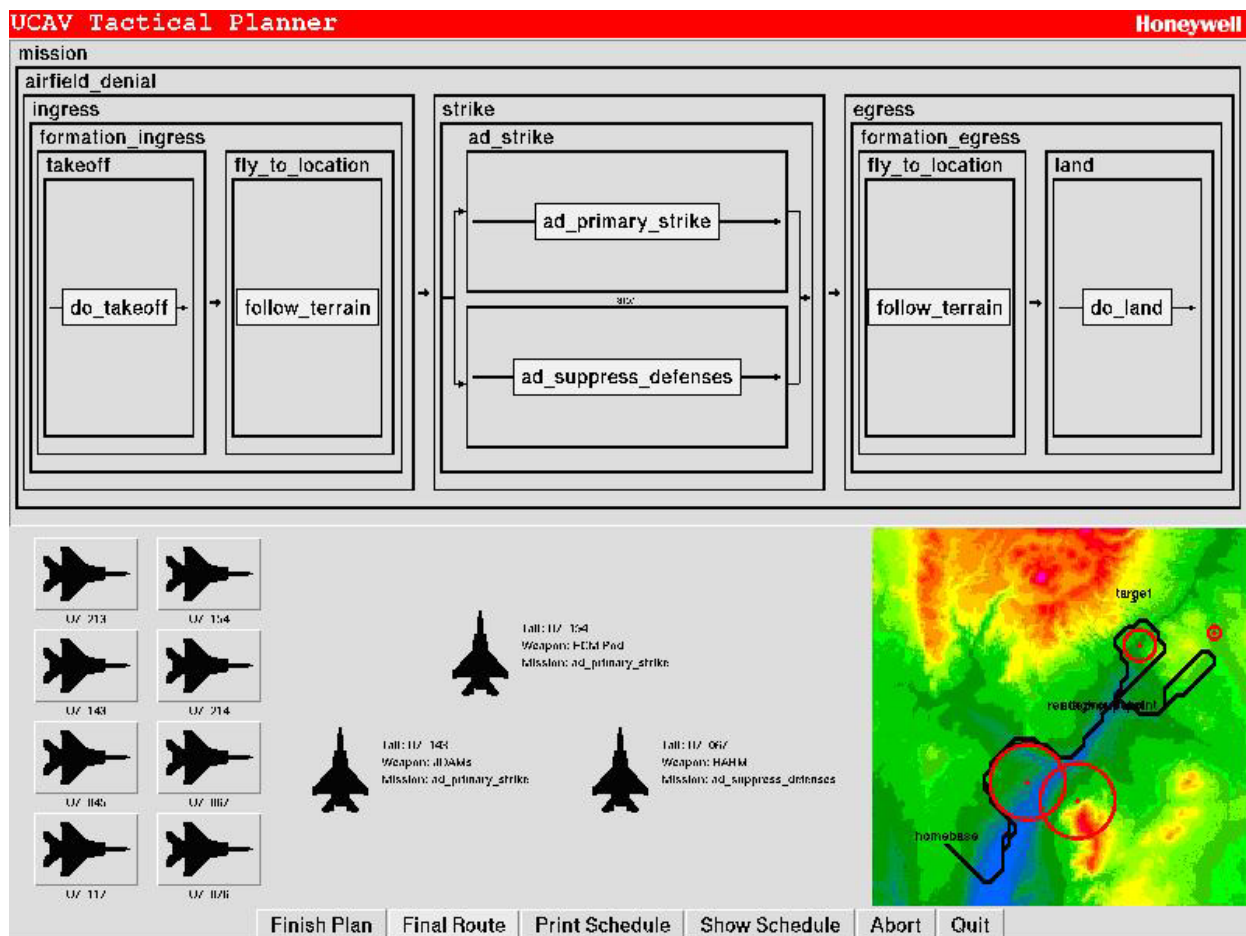 UCAV Tactical Planner
Honeywell
mission
airfield_denial
ingress
strike
egress
formation_ingress
ad_strike
formation_egress
takeoff
fly_to_location
fly_to_location
land
ad_primary_strike
do_takeoff
follow_terrain
follow_terrain
do_land
ad_suppress_defenses
target
homebase
Weapon: ECM Pod
Mission: ad_primary_strike
Weapon: JDAMs
Mission: ad_primary_strike
Weapon: HARM
Mission: ad_suppress_defenses
Finish Plan
Final Route
Print Schedule
Show Schedule
Abort
Quit